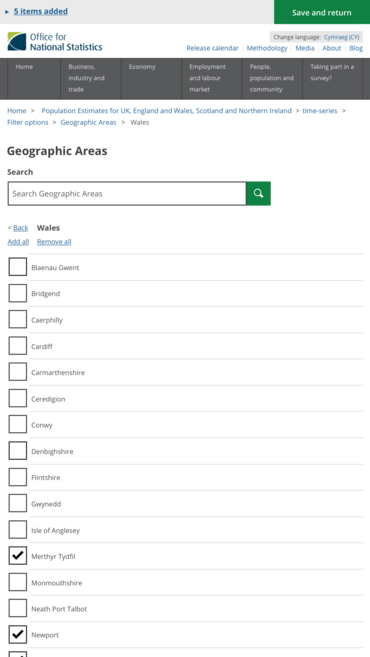 ▸ 5 items added
Save and return
Office for
National Statistics
Change language: Cymraeg (CY)
Release calendar | Methodology | Media | About | Blog
Home
Business,
industry and
trade
Economy
Employment
and labour
market
People,
population and
community
Taking part in a
survey?
Home > Population Estimates for UK, England and Wales, Scotland and Northern Ireland > time-series >
Filter options > Geographic Areas > Wales
Geographic Areas
Search
Search Geographic Areas
< Back Wales
Add all Remove all
Blaenau Gwent
Bridgend
Caerphilly
Cardiff
Carmarthenshire
Ceredigion
Conwy
Denbighshire
Flintshire
Gwynedd
Isle of Anglesey
Merthyr Tydfil
Monmouthshire
Neath Port Talbot
Newport